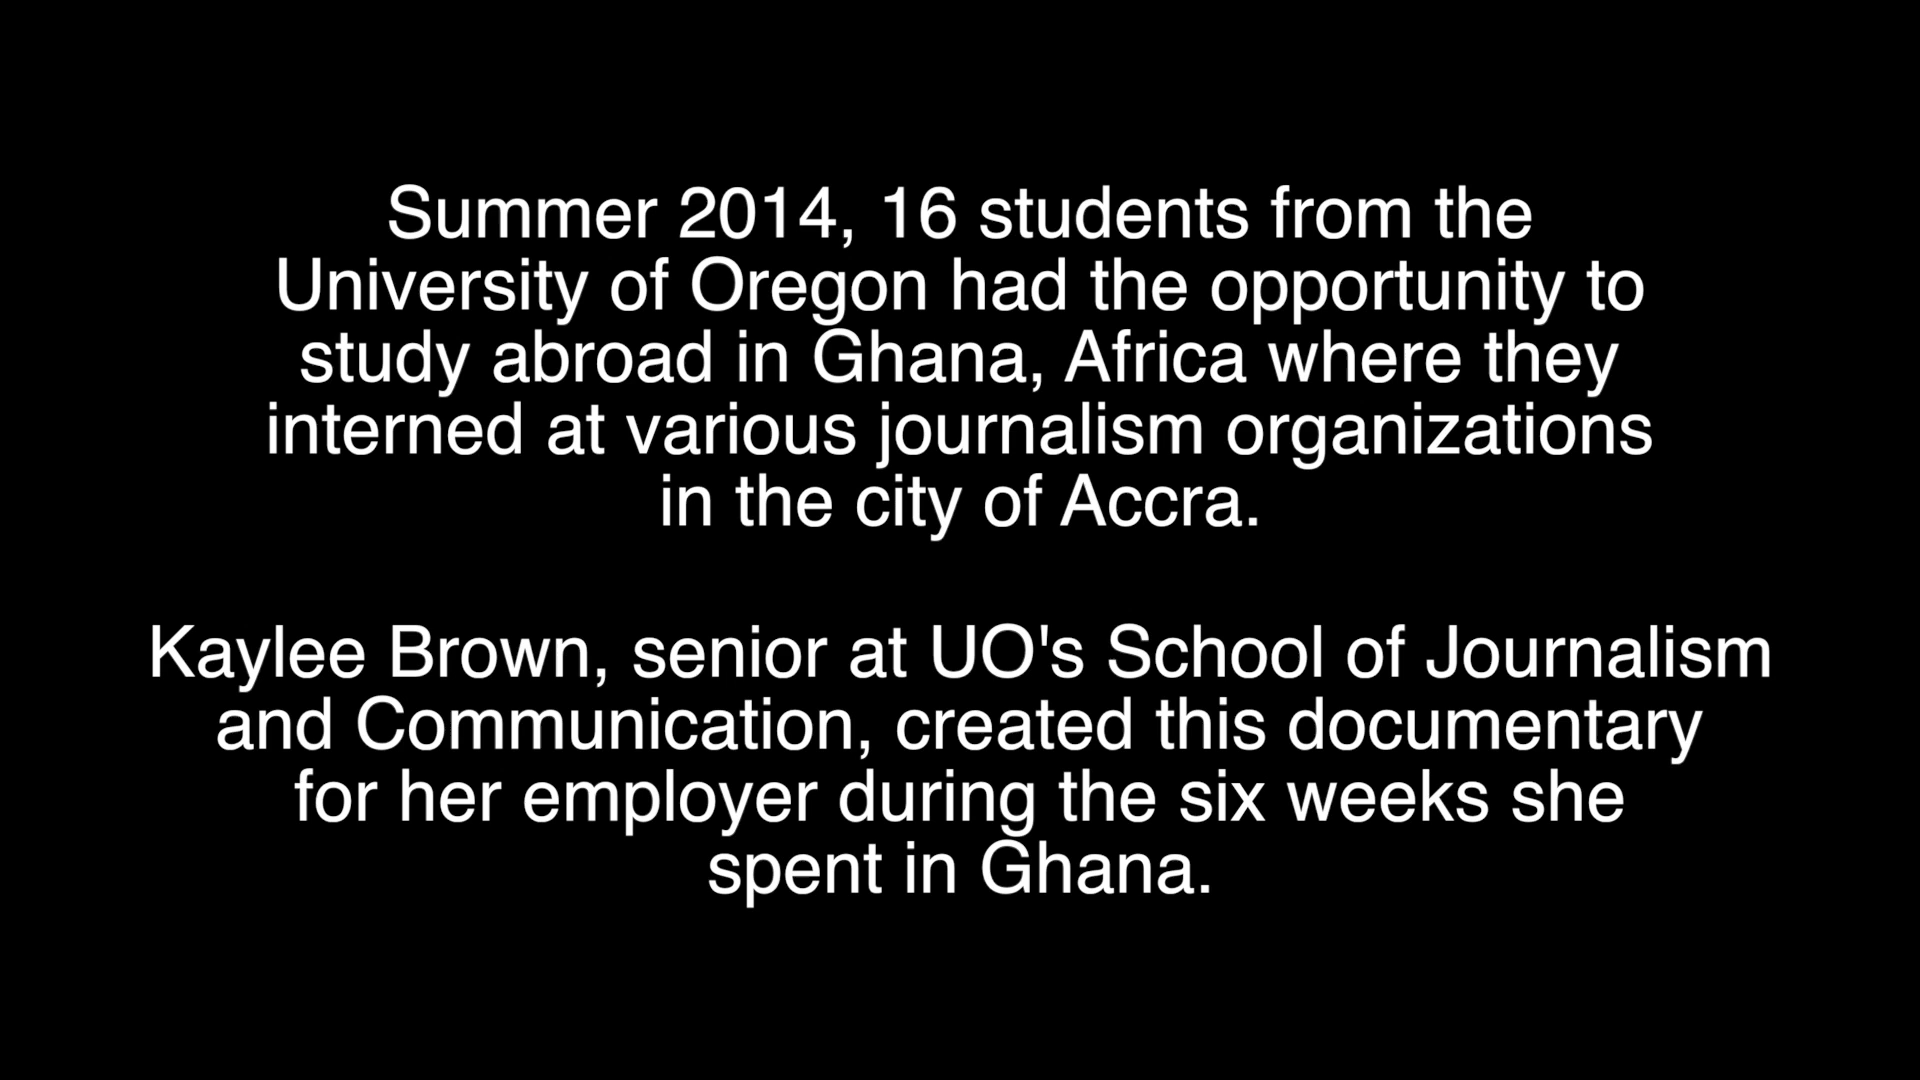 Summer 2014, 16 students from the
University of Oregon had the opportunity to
study abroad in Ghana, Africa where they
interned at various journalism organizations
in the city of Accra.
Kaylee Brown, senior at UO's School of Journalism
and Communication, created this documentary
for her employer during the six weeks she
spent in Ghana.